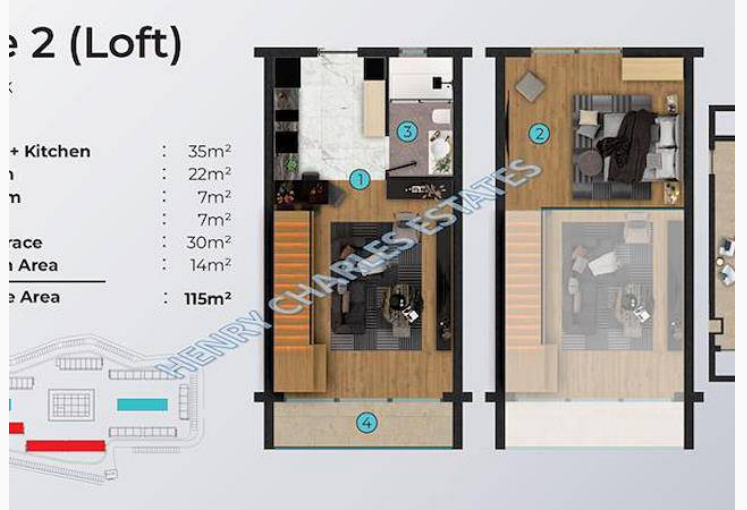 e 2 (Loft)
k
+ Kitchen : 35m²
n : 22m²
m : 7m²
: 7m²
race : 30m²
n Area : 14m²
e Area : 115m²
1
2
3
4
HENRY CHARLES ESTATES